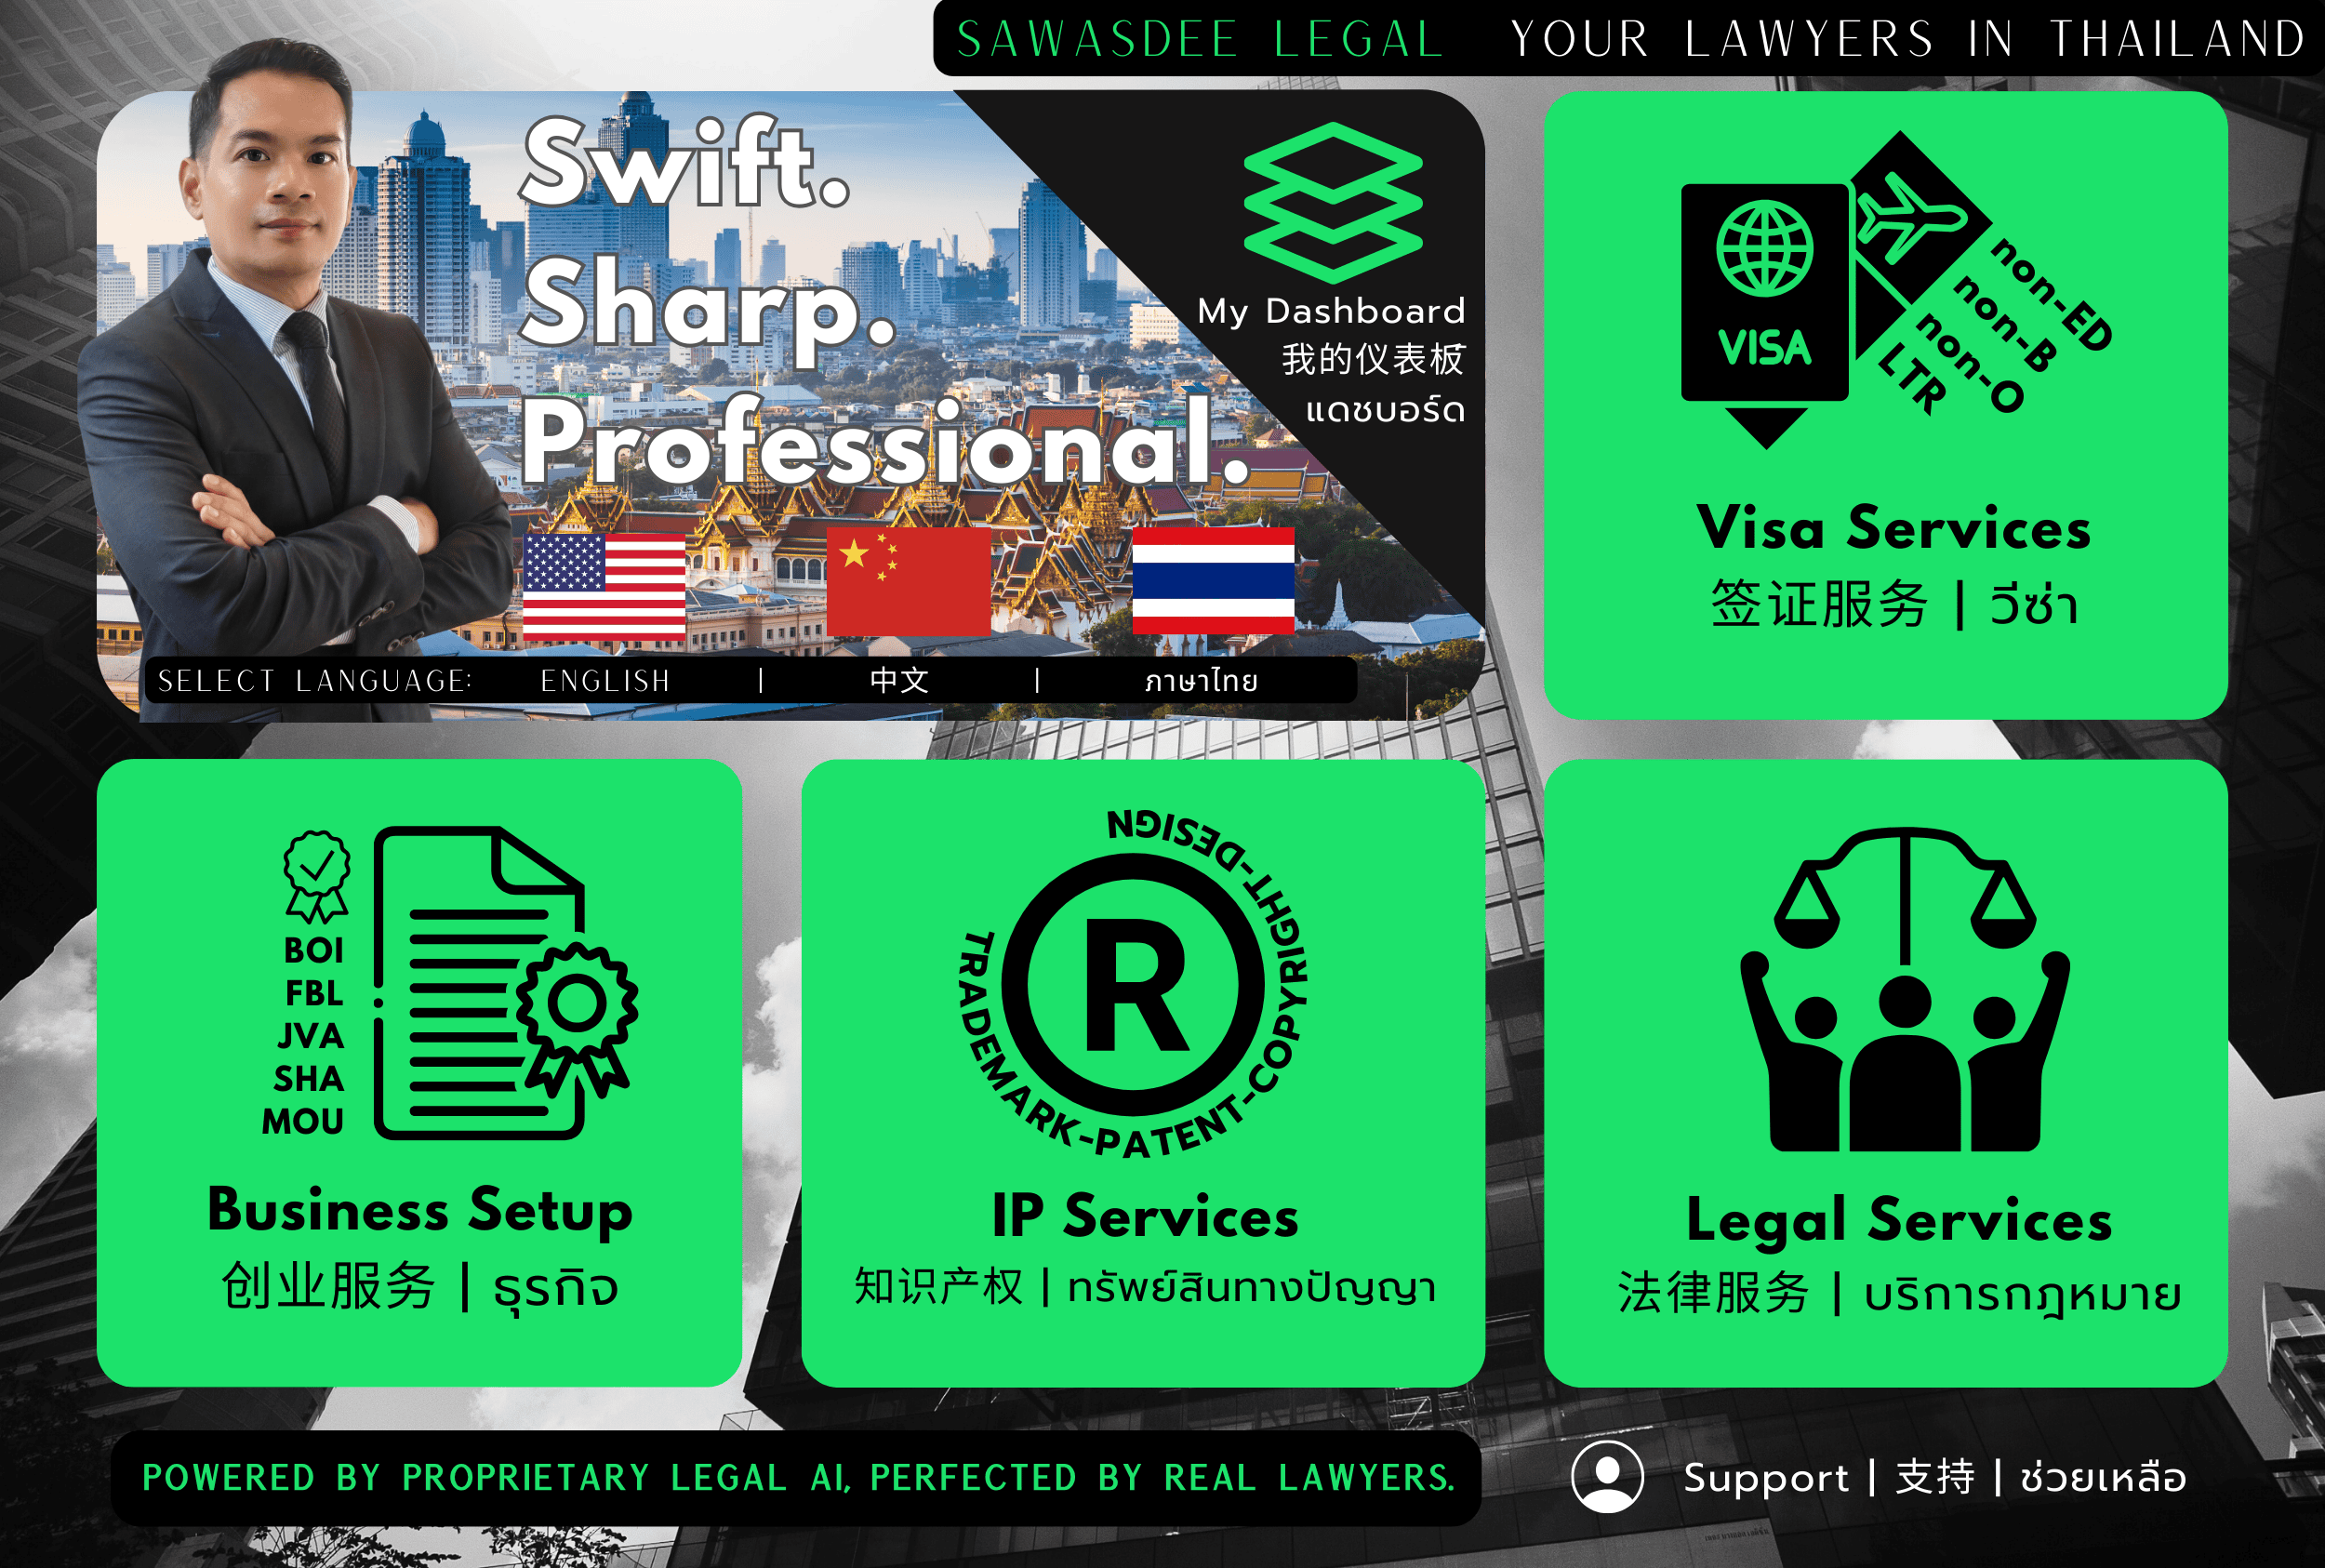 SAWASDEE LEGAL YOUR LAWYERS IN THAILAND
Swift.
Sharp.
Professional.
My Dashboard
我的仪表板
แดชบอร์ด
SELECT LANGUAGE: ENGLISH | 中文 | ภาษาไทย
VISA
non-ED
non-B
non-O
LTR
Visa Services
签证服务 | วีซ่า
BOI
FBL
JVA
SHA
MOU
Business Setup
创业服务 | ธุรกิจ
R
TRADEMARK-PATENT-COPYRIGHT-DESIGN
IP Services
知识产权 | ทรัพย์สินทางปัญญา
Legal Services
法律服务 | บริการกฎหมาย
POWERED BY PROPRIETARY LEGAL AI, PERFECTED BY REAL LAWYERS.
Support | 支持 | ช่วยเหลือ